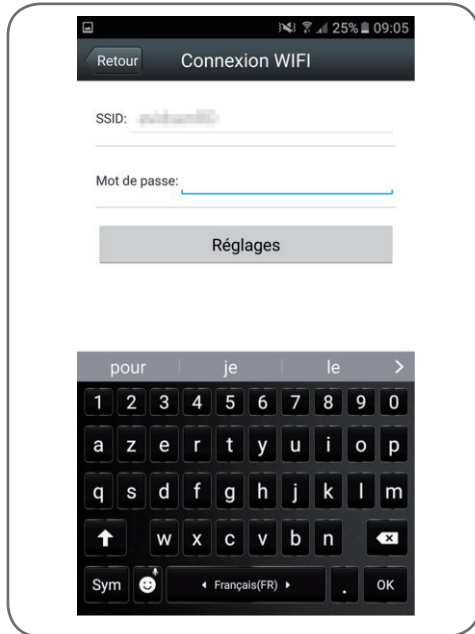 25% 09:05
Retour Connexion WIFI
SSID:
Mot de passe:
Réglages
pour je le >
1 2 3 4 5 6 7 8 9 0
a z e r t y u i o p
q s d f g h j k l m
w x c v b n
Sym Français(FR) . OK